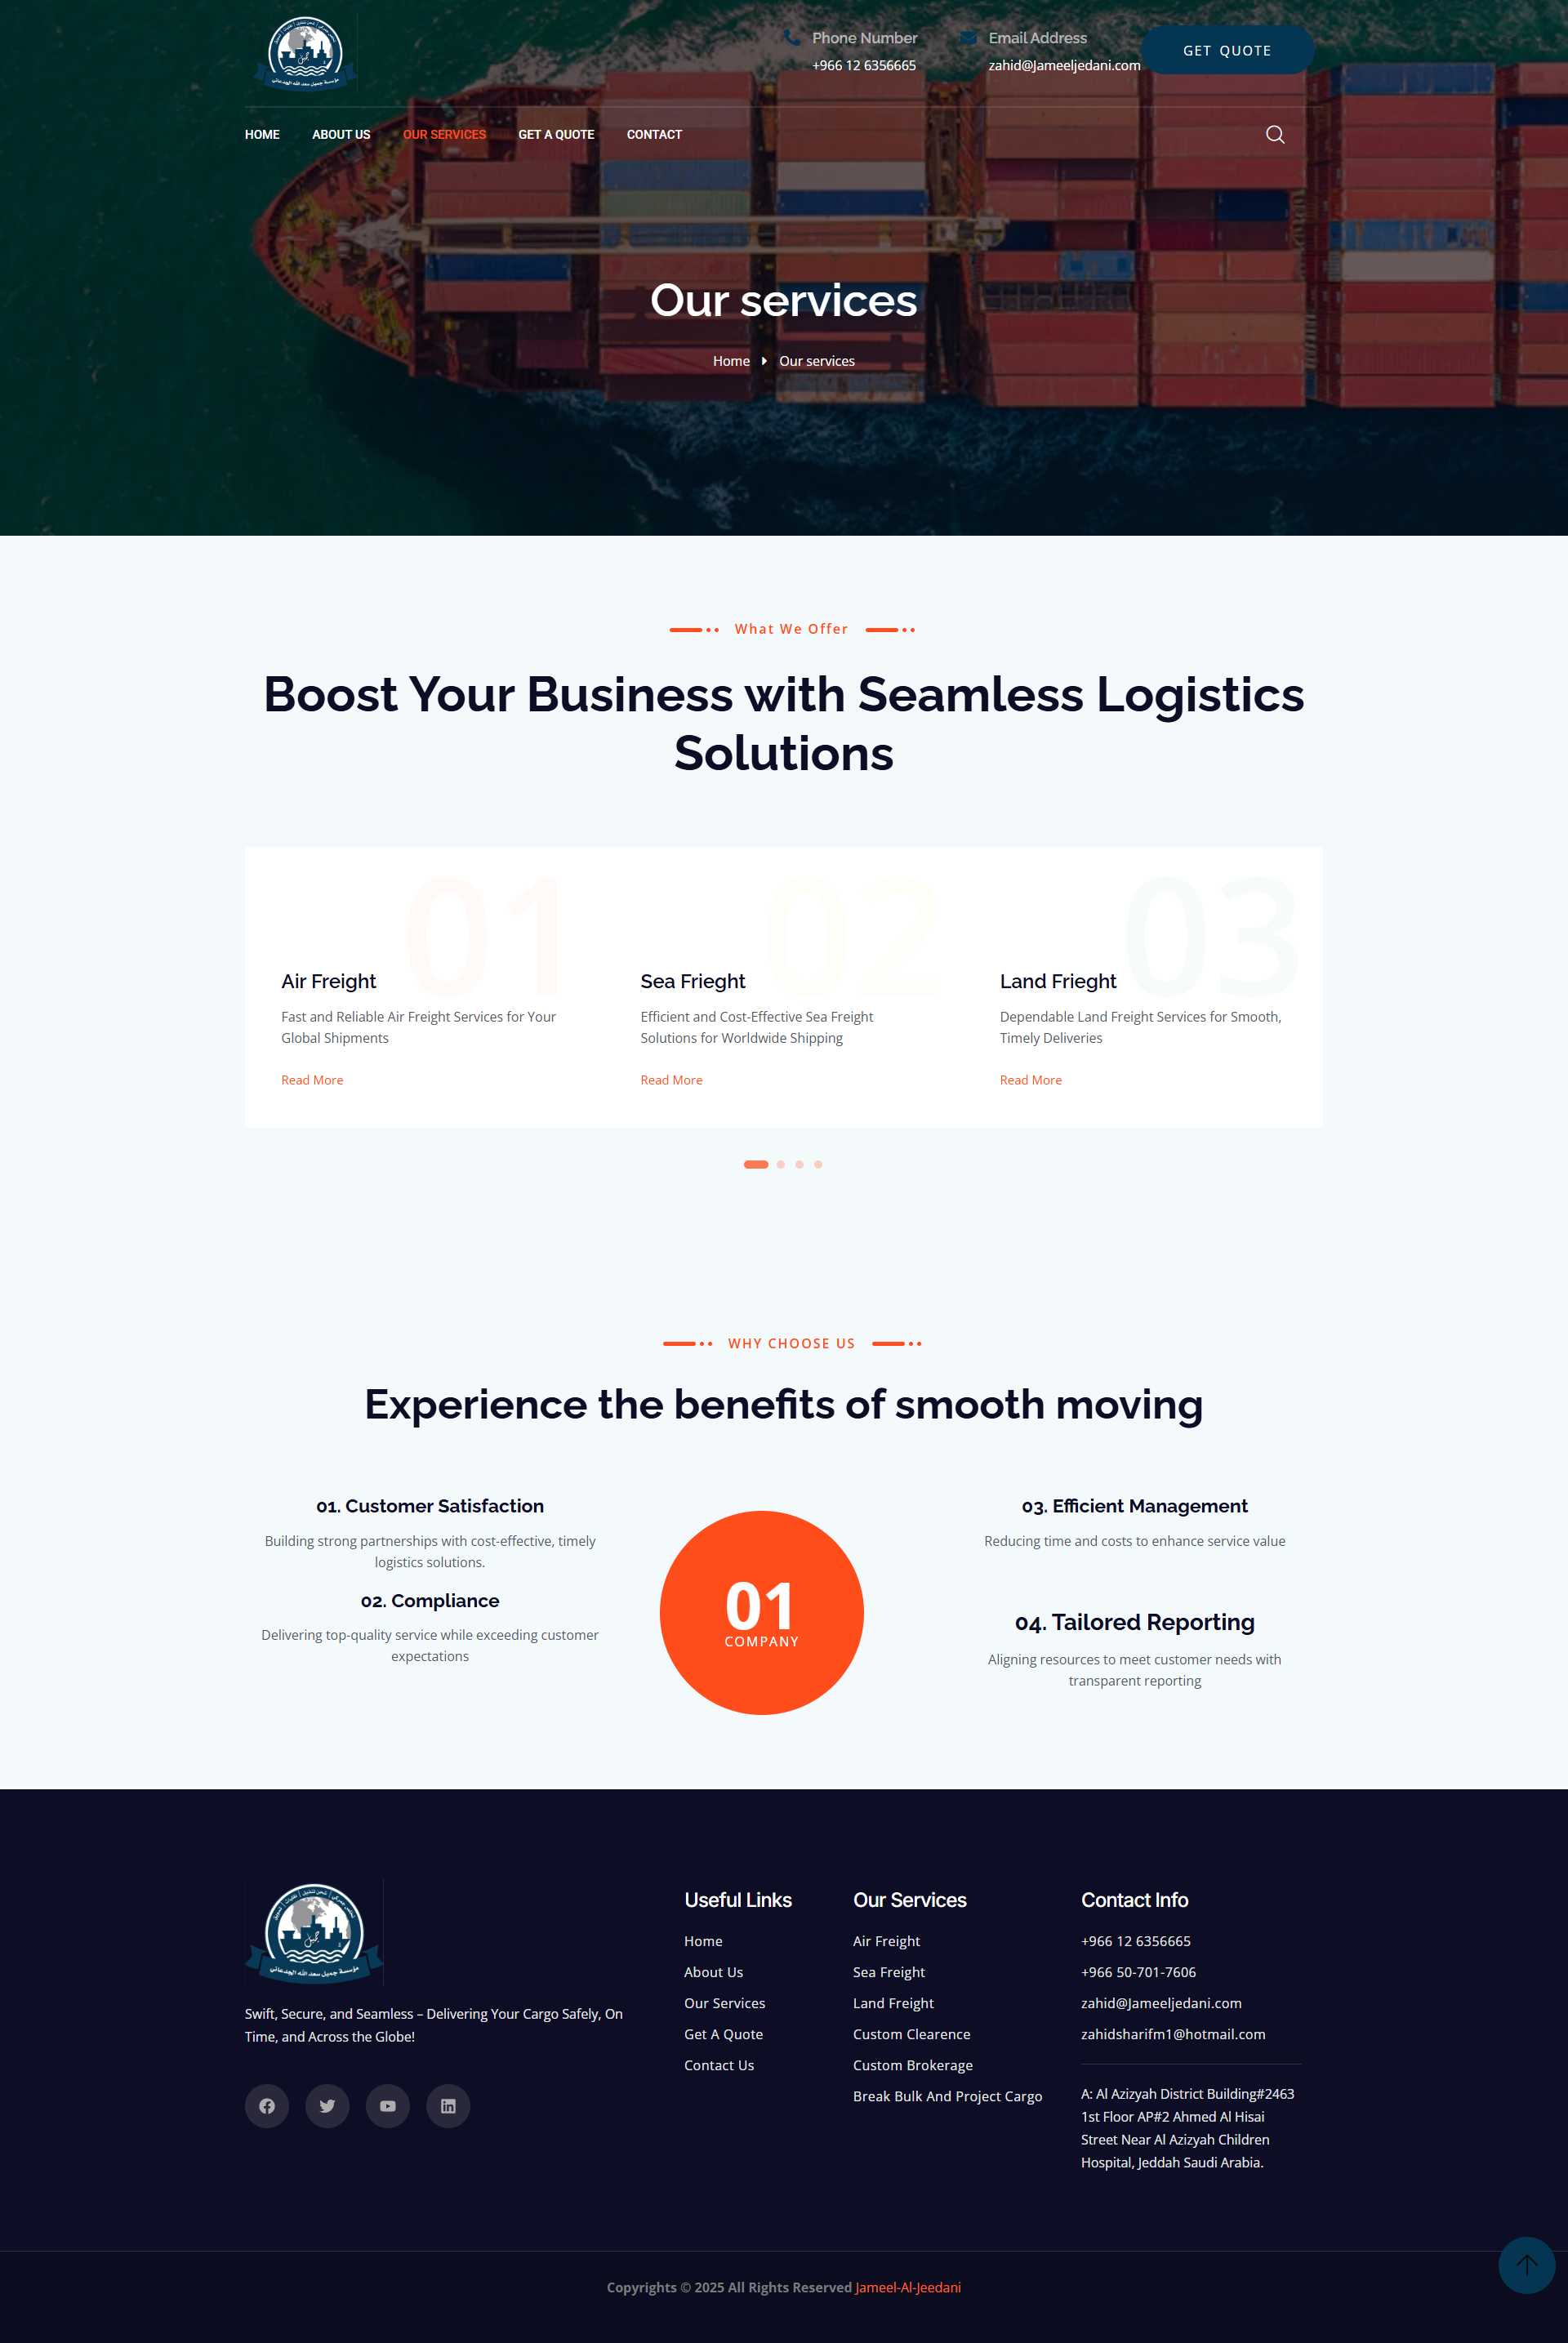 Phone Number
+966 12 6356665
Email Address
zahid@Jameeljedani.com
GET QUOTE
HOME
ABOUT US
OUR SERVICES
GET A QUOTE
CONTACT
Our services
Home
Our services
What We Offer
Boost Your Business with Seamless Logistics
Solutions
01
Air Freight
Fast and Reliable Air Freight Services for Your
Global Shipments
Read More
02
Sea Frieght
Efficient and Cost-Effective Sea Freight
Solutions for Worldwide Shipping
Read More
03
Land Frieght
Dependable Land Freight Services for Smooth,
Timely Deliveries
Read More
WHY CHOOSE US
Experience the benefits of smooth moving
01. Customer Satisfaction
Building strong partnerships with cost-effective, timely
logistics solutions.
02. Compliance
Delivering top-quality service while exceeding customer
expectations
01
COMPANY
03. Efficient Management
Reducing time and costs to enhance service value
04. Tailored Reporting
Aligning resources to meet customer needs with
transparent reporting
جميل
مؤسسة جميل سعد الله الجدعاني
Swift, Secure, and Seamless – Delivering Your Cargo Safely, On
Time, and Across the Globe!
Useful Links
Home
About Us
Our Services
Get A Quote
Contact Us
Our Services
Air Freight
Sea Freight
Land Freight
Custom Clearence
Custom Brokerage
Break Bulk And Project Cargo
Contact Info
+966 12 6356665
+966 50-701-7606
zahid@Jameeljedani.com
zahidsharifm1@hotmail.com
A: Al Azizyah District Building#2463
1st Floor AP#2 Ahmed Al Hisai
Street Near Al Azizyah Children
Hospital, Jeddah Saudi Arabia.
Copyrights © 2025 All Rights Reserved Jameel-Al-Jeedani